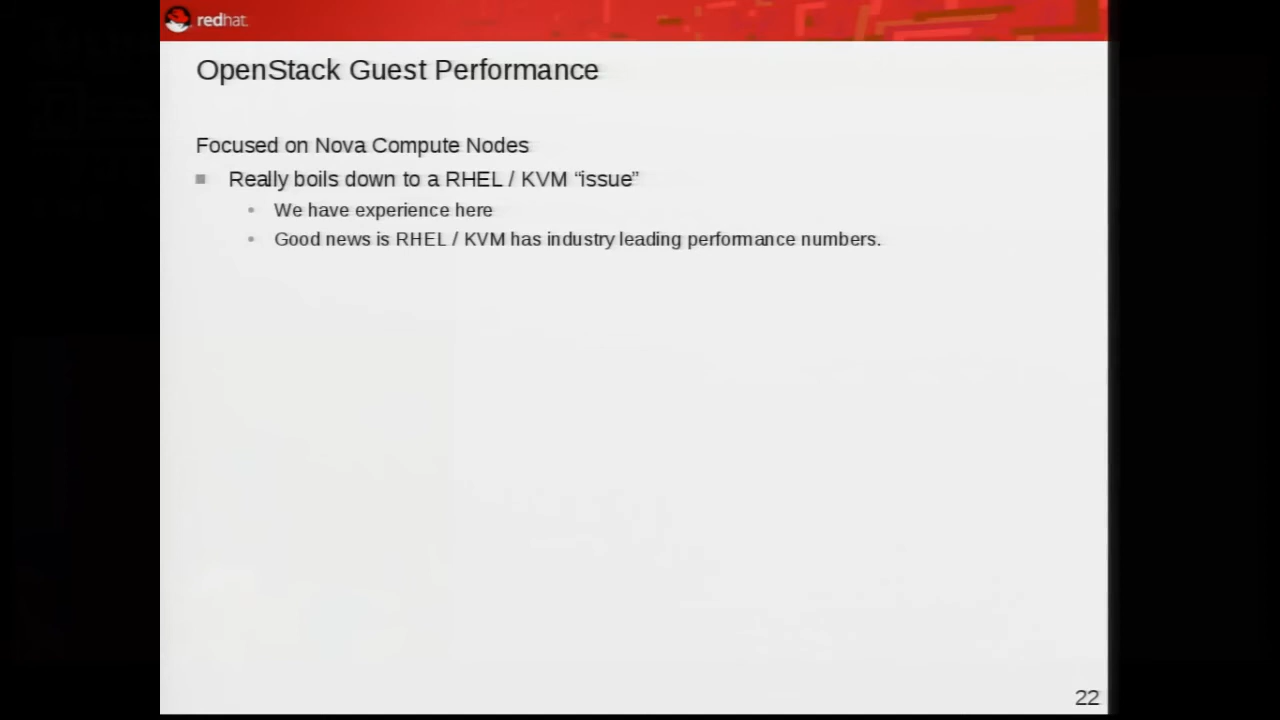 redhat.
OpenStack Guest Performance
Focused on Nova Compute Nodes
Really boils down to a RHEL / KVM “issue”
We have experience here
Good news is RHEL / KVM has industry leading performance numbers.
22